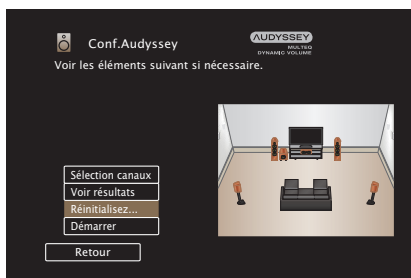 Conf.Audyssey
AUDYSSEY
MULTEQ
DYNAMIC VOLUME
Voir les éléments suivant si nécessaire.
Sélection canaux
Voir résultats
Réinitialisez...
Démarrer
Retour